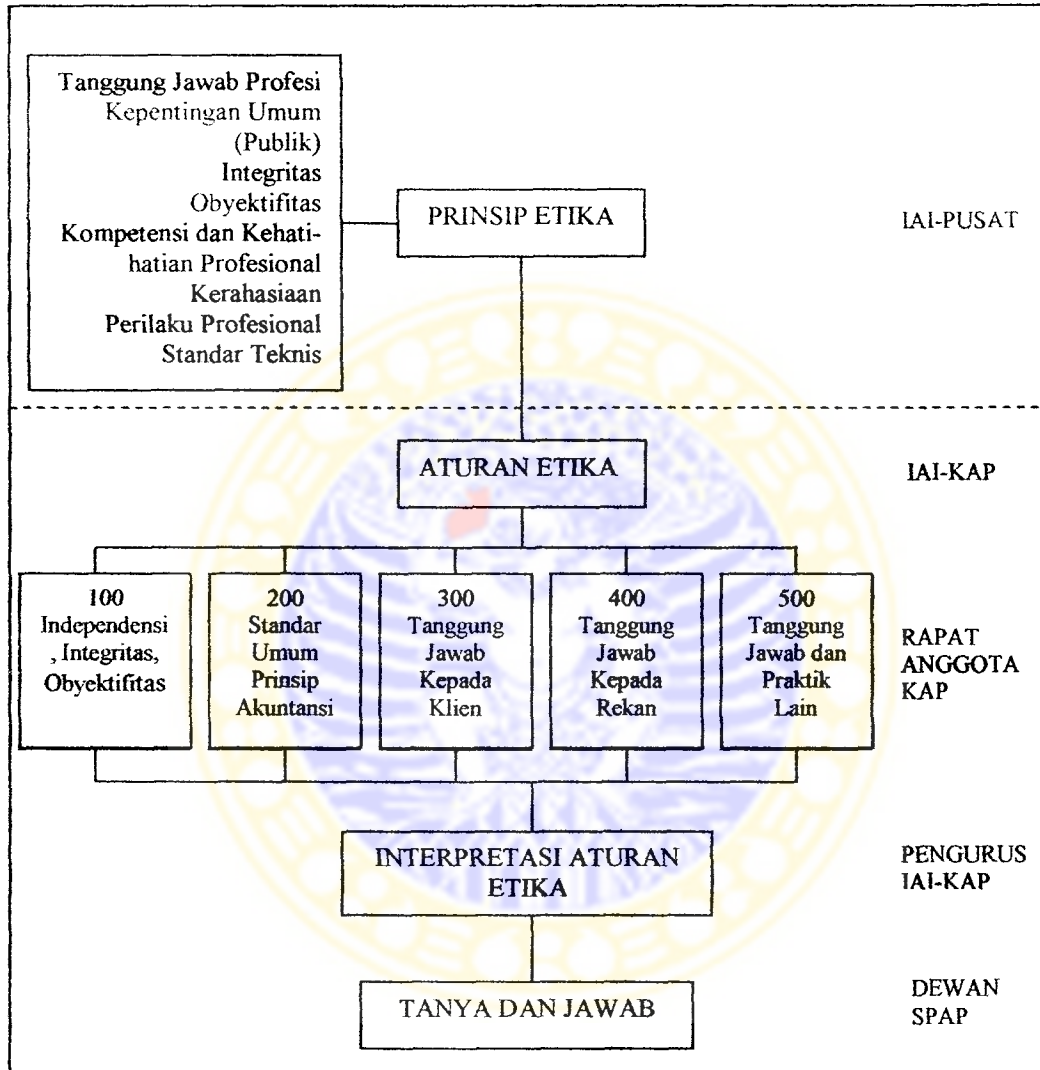 Tanggung Jawab Profesi
Kepentingan Umum
(Publik)
Integritas
Obyektifitas
Kompetensi dan Kehati-
hatian Profesional
Kerahasiaan
Perilaku Profesional
Standar Teknis
PRINSIP ETIKA
IAI-PUSAT
ATURAN ETIKA
IAI-KAP
100
Independensi
, Integritas,
Obyektifitas
200
Standar
Umum
Prinsip
Akuntansi
300
Tanggung
Jawab
Kepada
Klien
400
Tanggung
Jawab
Kepada
Rekan
500
Tanggung
Jawab dan
Praktik
Lain
RAPAT
ANGGOTA
KAP
INTERPRETASI ATURAN
ETIKA
PENGURUS
IAI-KAP
TANYA DAN JAWAB
DEWAN
SPAP